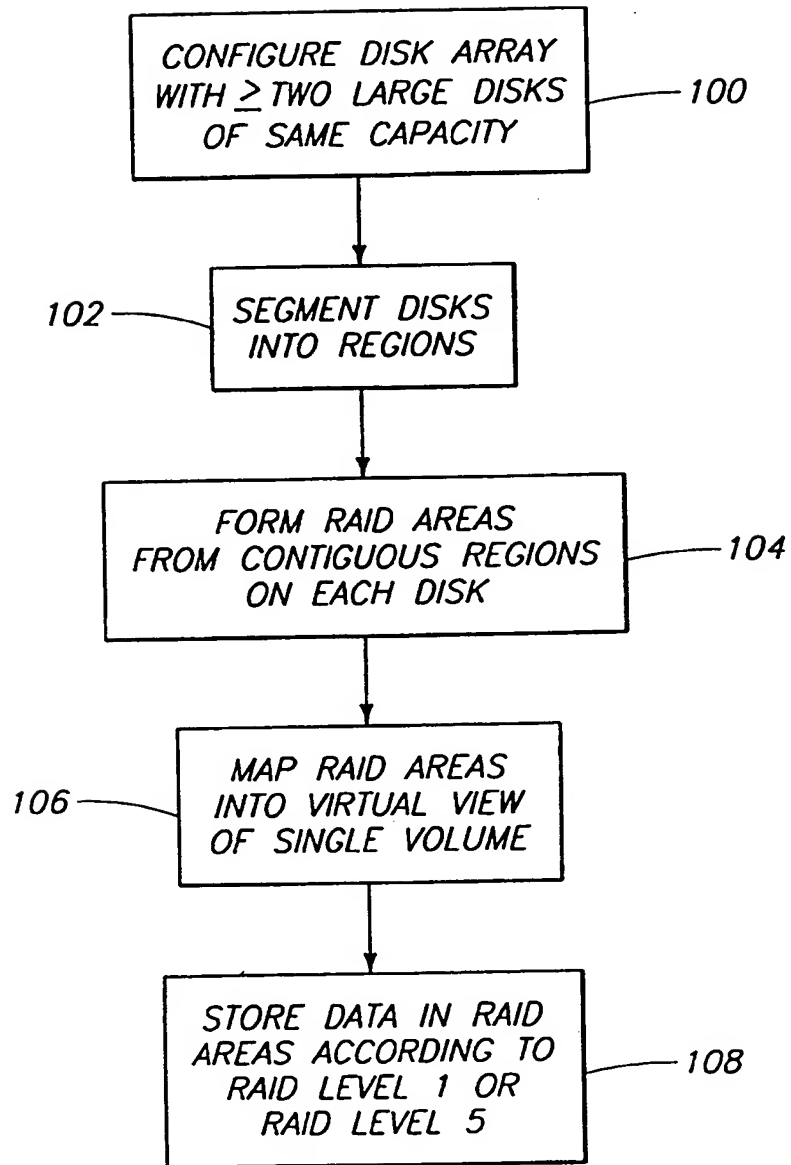 CONFIGURE DISK ARRAY
WITH ≥ TWO LARGE DISKS
OF SAME CAPACITY
100
102
SEGMENT DISKS
INTO REGIONS
FORM RAID AREAS
FROM CONTIGUOUS REGIONS
ON EACH DISK
104
106
MAP RAID AREAS
INTO VIRTUAL VIEW
OF SINGLE VOLUME
STORE DATA IN RAID
AREAS ACCORDING TO
RAID LEVEL 1 OR
RAID LEVEL 5
108